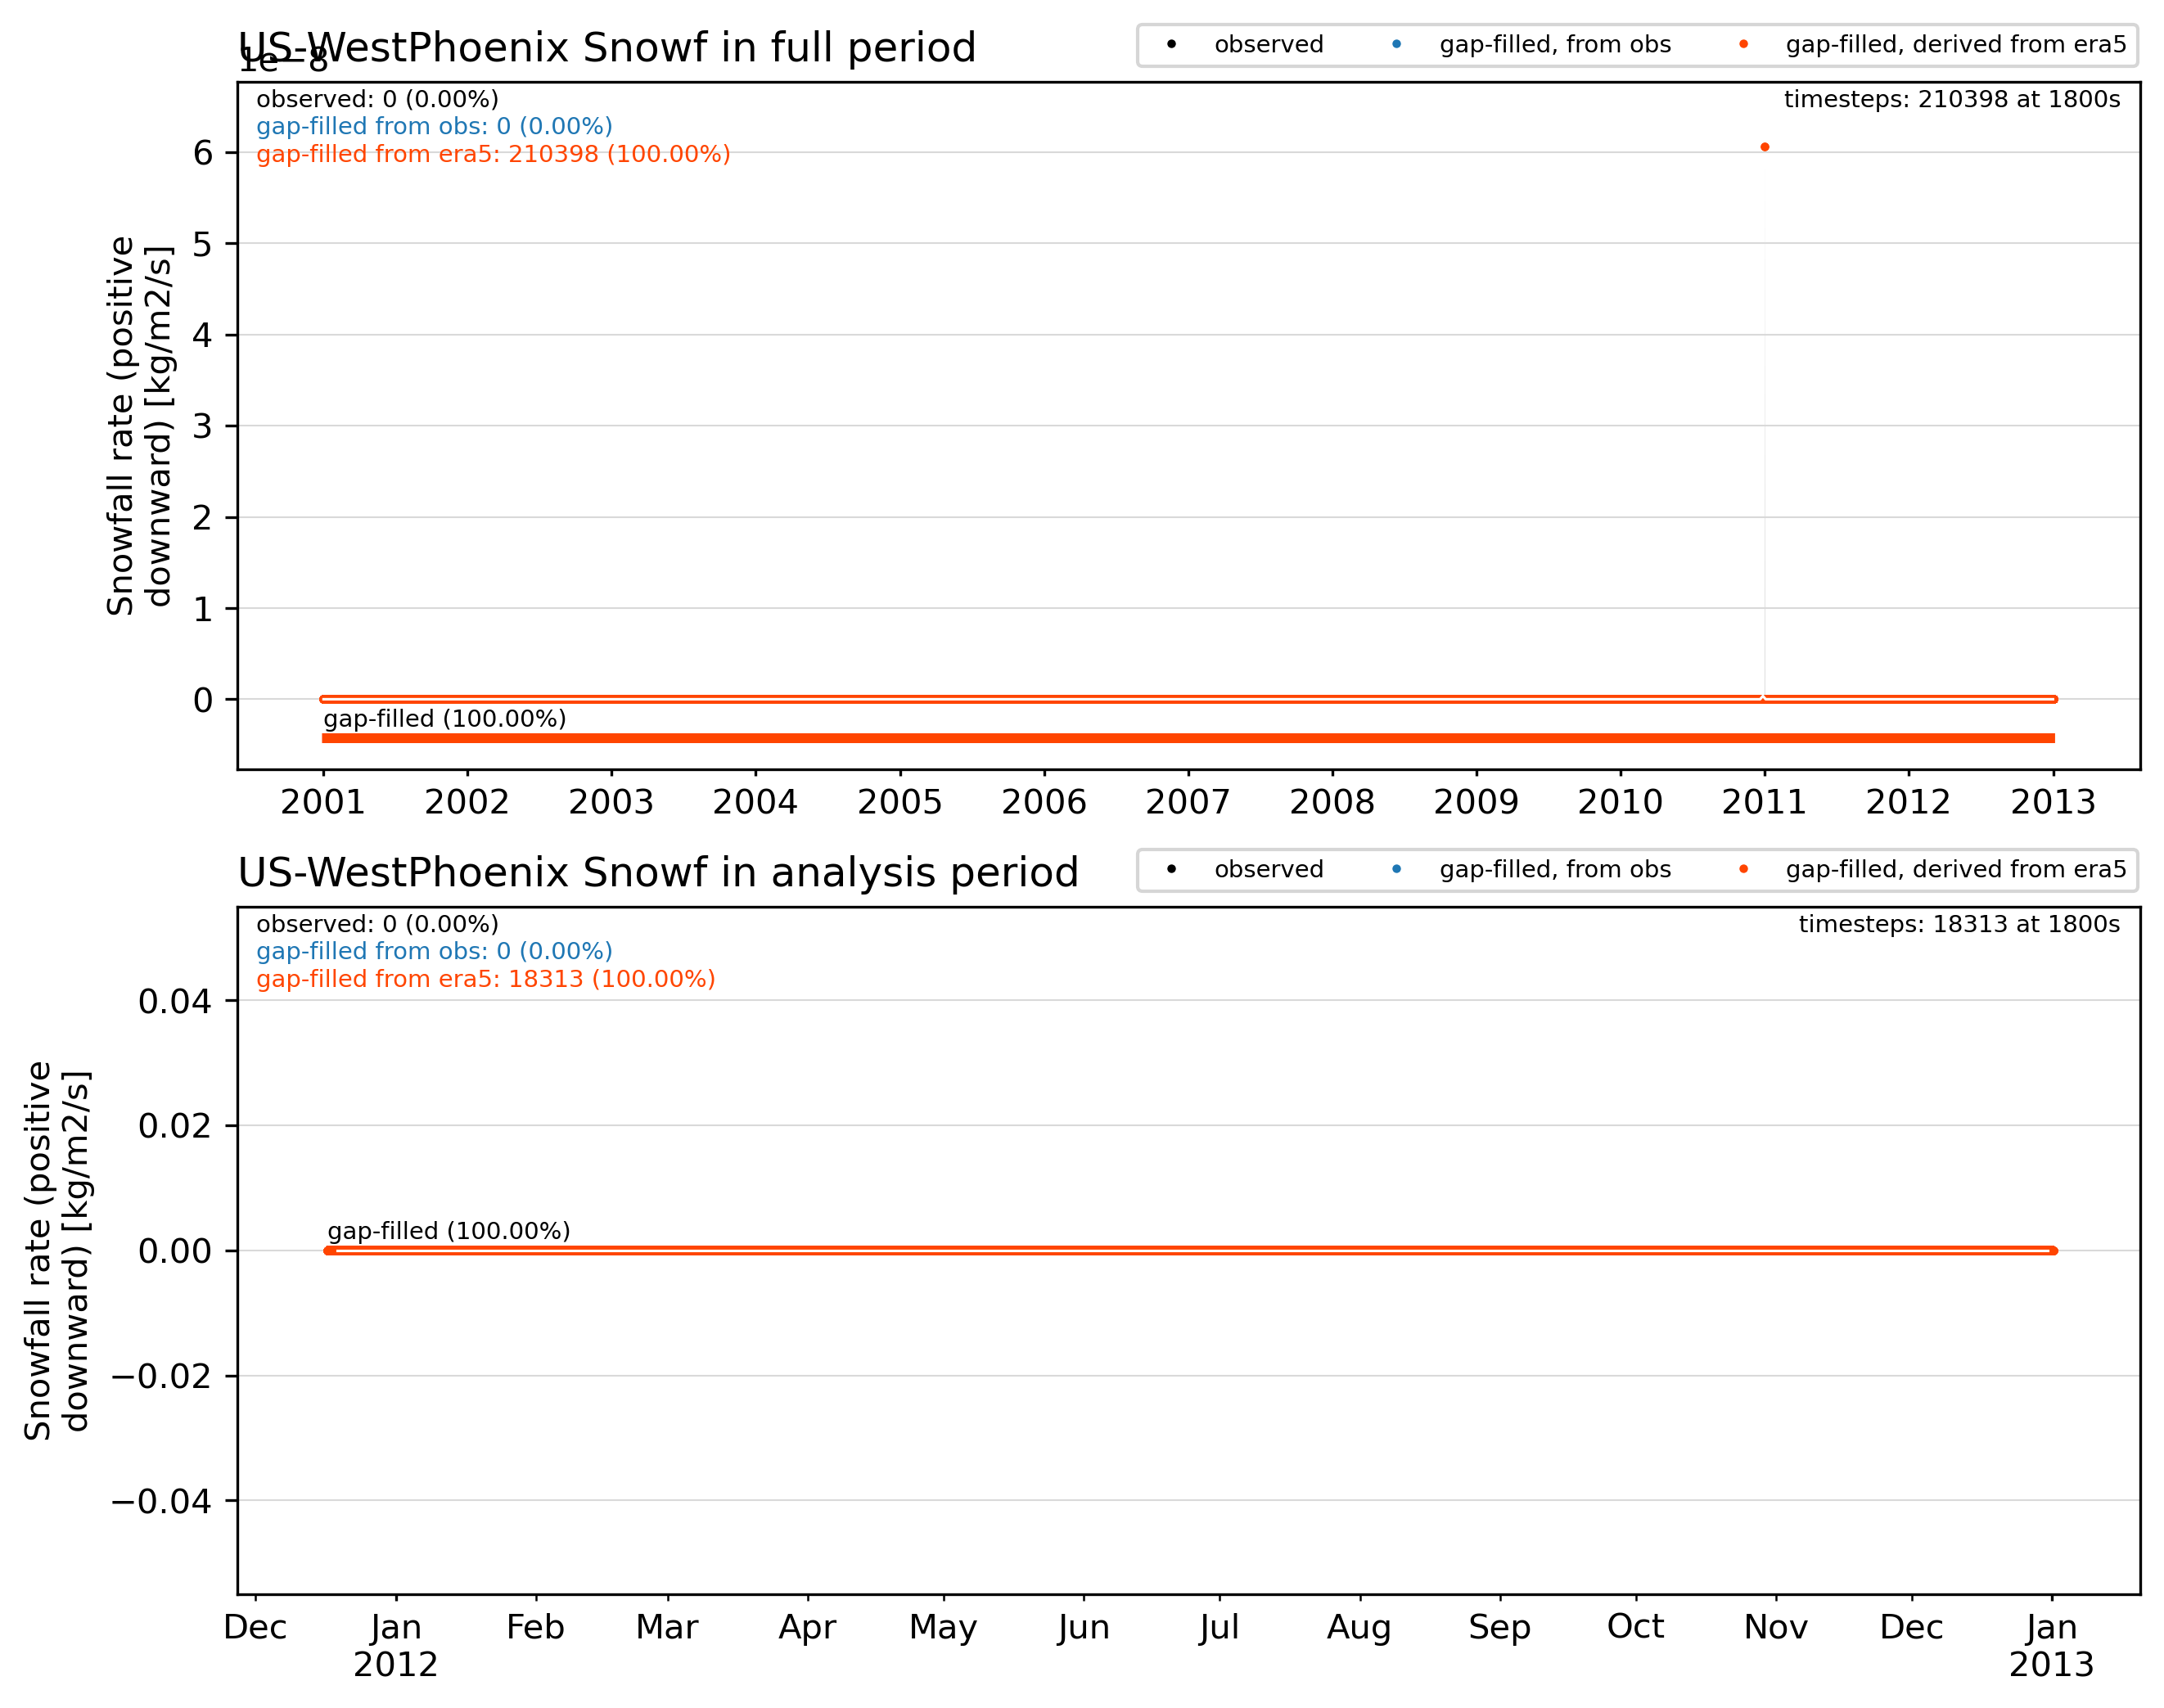 US-WestPhoenix Snowf in full period
1e−8
observed
gap-filled, from obs
gap-filled, derived from era5
observed: 0 (0.00%)
gap-filled from obs: 0 (0.00%)
gap-filled from era5: 210398 (100.00%)
timesteps: 210398 at 1800s
Snowfall rate (positive
downward) [kg/m2/s]
6
5
4
3
2
1
0
gap-filled (100.00%)
2001
2002
2003
2004
2005
2006
2007
2008
2009
2010
2011
2012
2013
US-WestPhoenix Snowf in analysis period
observed
gap-filled, from obs
gap-filled, derived from era5
observed: 0 (0.00%)
gap-filled from obs: 0 (0.00%)
gap-filled from era5: 18313 (100.00%)
timesteps: 18313 at 1800s
Snowfall rate (positive
downward) [kg/m2/s]
0.04
0.02
0.00
−0.02
−0.04
gap-filled (100.00%)
Dec
Jan
2012
Feb
Mar
Apr
May
Jun
Jul
Aug
Sep
Oct
Nov
Dec
Jan
2013